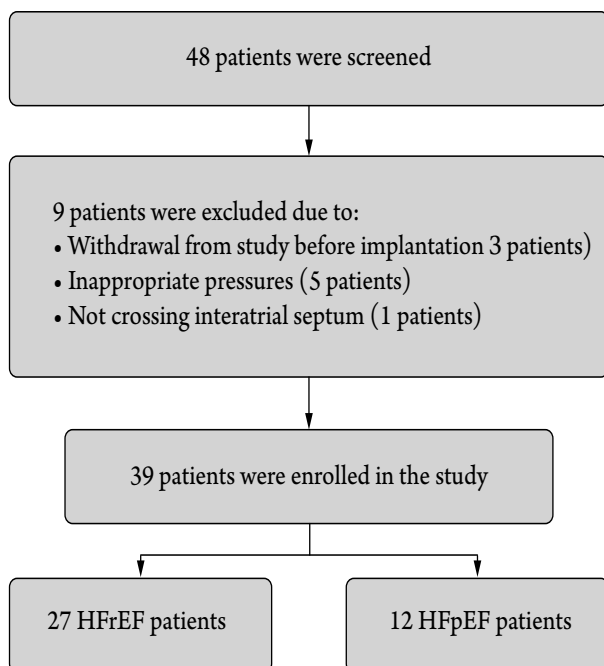 48 patients were screened
9 patients were excluded due to:
• Withdrawal from study before implantation 3 patients)
• Inappropriate pressures (5 patients)
• Not crossing interatrial septum (1 patients)
39 patients were enrolled in the study
27 HFrEF patients
12 HFpEF patients